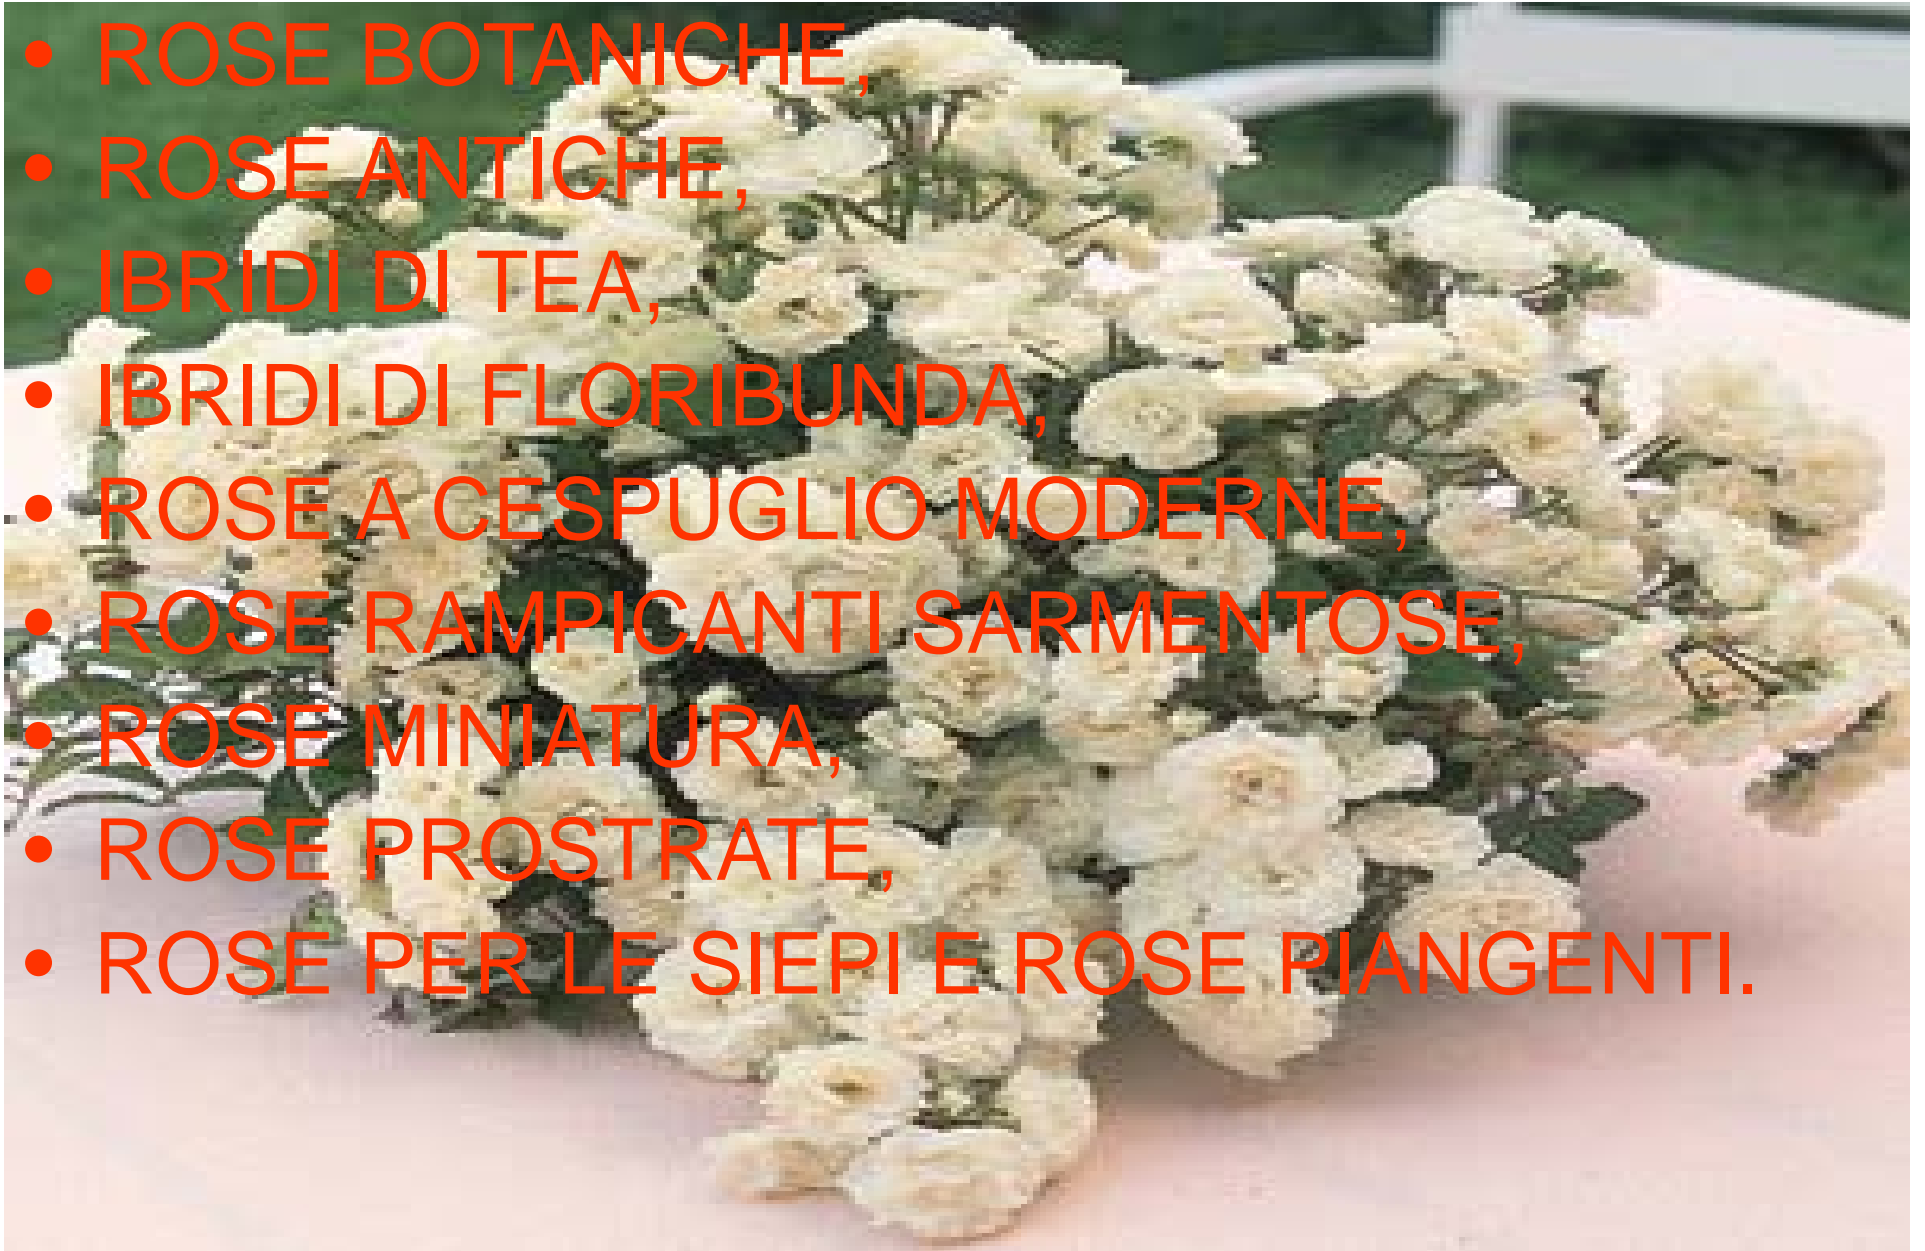 • ROSE BOTANICHE,
• ROSE ANTICHE,
• IBRIDI DI TEA,
• IBRIDI DI FLORIBUNDA,
• ROSE A CESPUGLIO MODERNE,
• ROSE RAMPICANTI SARMENTOSE,
• ROSE MINIATURA,
• ROSE PROSTRATE,
• ROSE PER LE SIEPI E ROSE PIANGENTI.